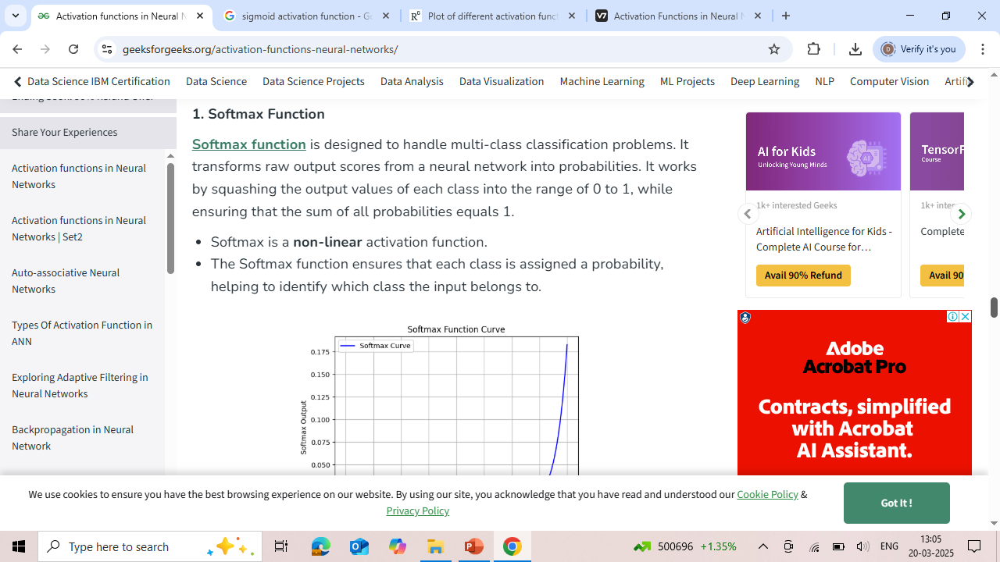 Activation functions in Neural N
sigmoid activation function - Go
Plot of different activation func
Activation Functions in Neural N
geeksforgeeks.org/activation-functions-neural-networks/
Verify it's you
Data Science IBM Certification
Data Science
Data Science Projects
Data Analysis
Data Visualization
Machine Learning
ML Projects
Deep Learning
NLP
Computer Vision
Share Your Experiences
Activation functions in Neural
Networks
Activation functions in Neural
Networks | Set2
Auto-associative Neural
Networks
Types Of Activation Function in
ANN
Exploring Adaptive Filtering in
Neural Networks
Backpropagation in Neural
Network
1. Softmax Function
Softmax function is designed to handle multi-class classification problems. It
transforms raw output scores from a neural network into probabilities. It works
by squashing the output values of each class into the range of 0 to 1, while
ensuring that the sum of all probabilities equals 1.
• Softmax is a non-linear activation function.
• The Softmax function ensures that each class is assigned a probability,
helping to identify which class the input belongs to.
Softmax Function Curve
Softmax Curve
0.175
0.150
0.125
0.100
0.075
0.050
Softmax Output
AI for Kids
Unlocking Young Minds
1k+ interested Geeks
Artificial Intelligence for Kids -
Complete AI Course for...
Avail 90% Refund
TensorF
Course
1k+ inter
Complete
Avail 90
Adobe
Acrobat Pro
Contracts, simplified
with Acrobat
AI Assistant.
We use cookies to ensure you have the best browsing experience on our website. By using our site, you acknowledge that you have read and understood our Cookie Policy &
Privacy Policy
Got It !
Type here to search
500696 +1.35%
ENG
13:05
20-03-2025